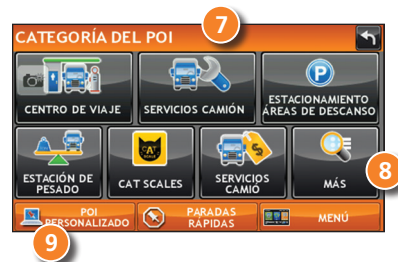 7
CATEGORÍA DEL POI
CENTRO DE VIAJE
SERVICIOS CAMIÓN
P
ESTACIONAMIENTO
ÁREAS DE DESCANSO
ESTACIÓN DE
PESADO
CAT
CAT SCALES
SERVICIOS
CAMIÓ
MÁS
8
POI
PERSONALIZADO
PARADAS
RÁPIDAS
MENÚ
9